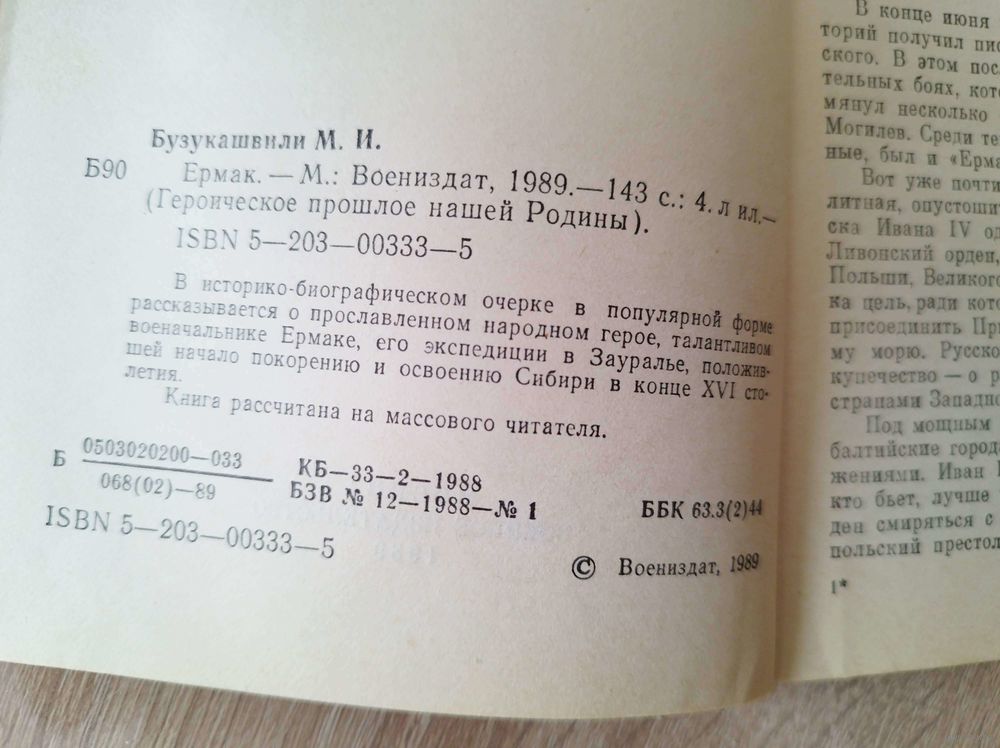 Бузукашвили М. И.
Б90 Ермак. — М.: Воениздат, 1989.—143 с.: 4. л ил.—
(Героическое прошлое нашей Родины).
ISBN 5—203—00333—5
В историко-биографическом очерке в популярной форме
рассказывается о прославленном народном герое, талантливом
военачальнике Ермаке, его экспедиции в Зауралье, положив-
шей начало покорению и освоению Сибири в конце XVI сто-
летия.
Книга рассчитана на массового читателя.
Б 0503020200—033
068(02)—89
КБ—33—2—1988
БЗВ № 12—1988—№ 1
ББК 63.3(2)44
ISBN 5—203—00333—5
© Воениздат, 1989
В конце июня
торий получил
ского. В этом
тельных боях,
мянул несколько
Могилев. Среди
ные, был и «Ерма
Вот уже почти
литная, опустошит
ска Ивана IV од
Ливонский орден,
Польши, Великого
ка цель, ради кото
присоединить
му морю. Русско
купечество — о р
странами Западно
Под мощным
балтийские города
жениями. Иван
кто бьет, лучше
ден смиряться с
польский престол
1*